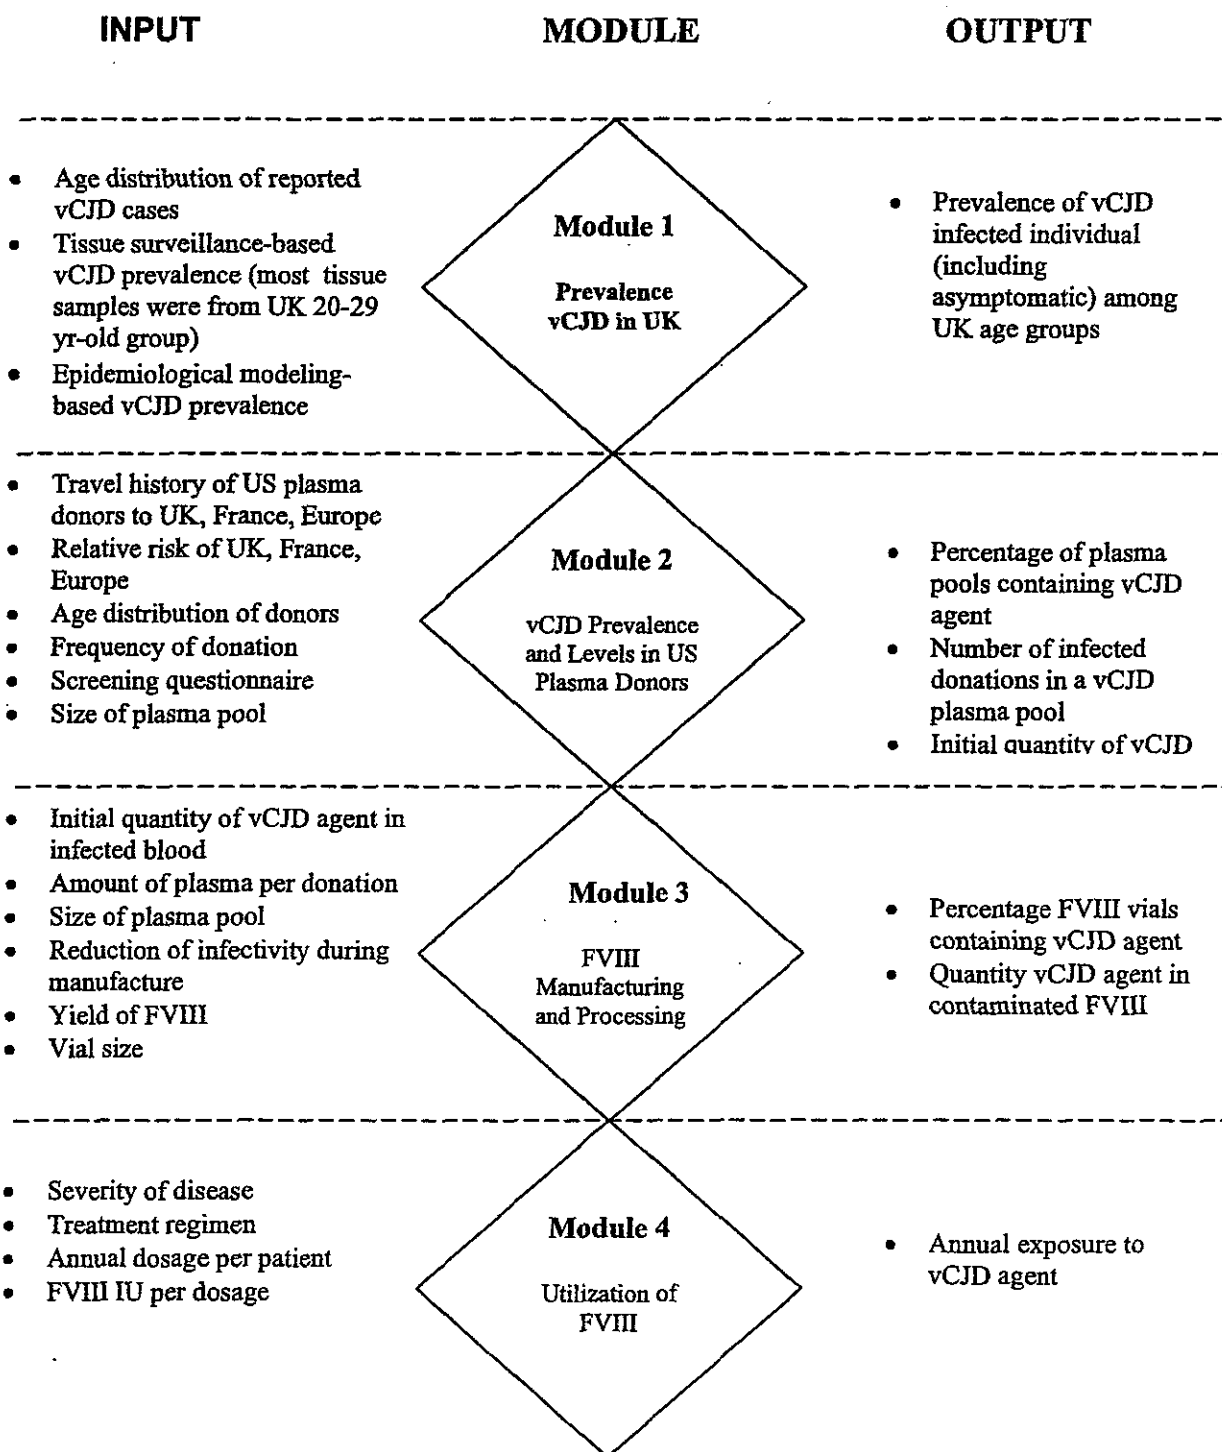 INPUT
MODULE
OUTPUT
• Age distribution of reported
vCJD cases
• Tissue surveillance-based
vCJD prevalence (most tissue
samples were from UK 20-29
yr-old group)
• Epidemiological modeling-
based vCJD prevalence
Module 1
Prevalence
vCJD in UK
• Prevalence of vCJD
infected individual
(including
asymptomatic) among
UK age groups
• Travel history of US plasma
donors to UK, France, Europe
• Relative risk of UK, France,
Europe
• Age distribution of donors
• Frequency of donation
• Screening questionnaire
• Size of plasma pool
Module 2
vCJD Prevalence
and Levels in US
Plasma Donors
• Percentage of plasma
pools containing vCJD
agent
• Number of infected
donations in a vCJD
plasma pool
• Initial quantity of vCJD
• Initial quantity of vCJD agent in
infected blood
• Amount of plasma per donation
• Size of plasma pool
• Reduction of infectivity during
manufacture
• Yield of FVIII
• Vial size
Module 3
FVIII
Manufacturing
and Processing
• Percentage FVIII vials
containing vCJD agent
• Quantity vCJD agent in
contaminated FVIII
• Severity of disease
• Treatment regimen
• Annual dosage per patient
• FVIII IU per dosage
Module 4
Utilization of
FVIII
• Annual exposure to
vCJD agent